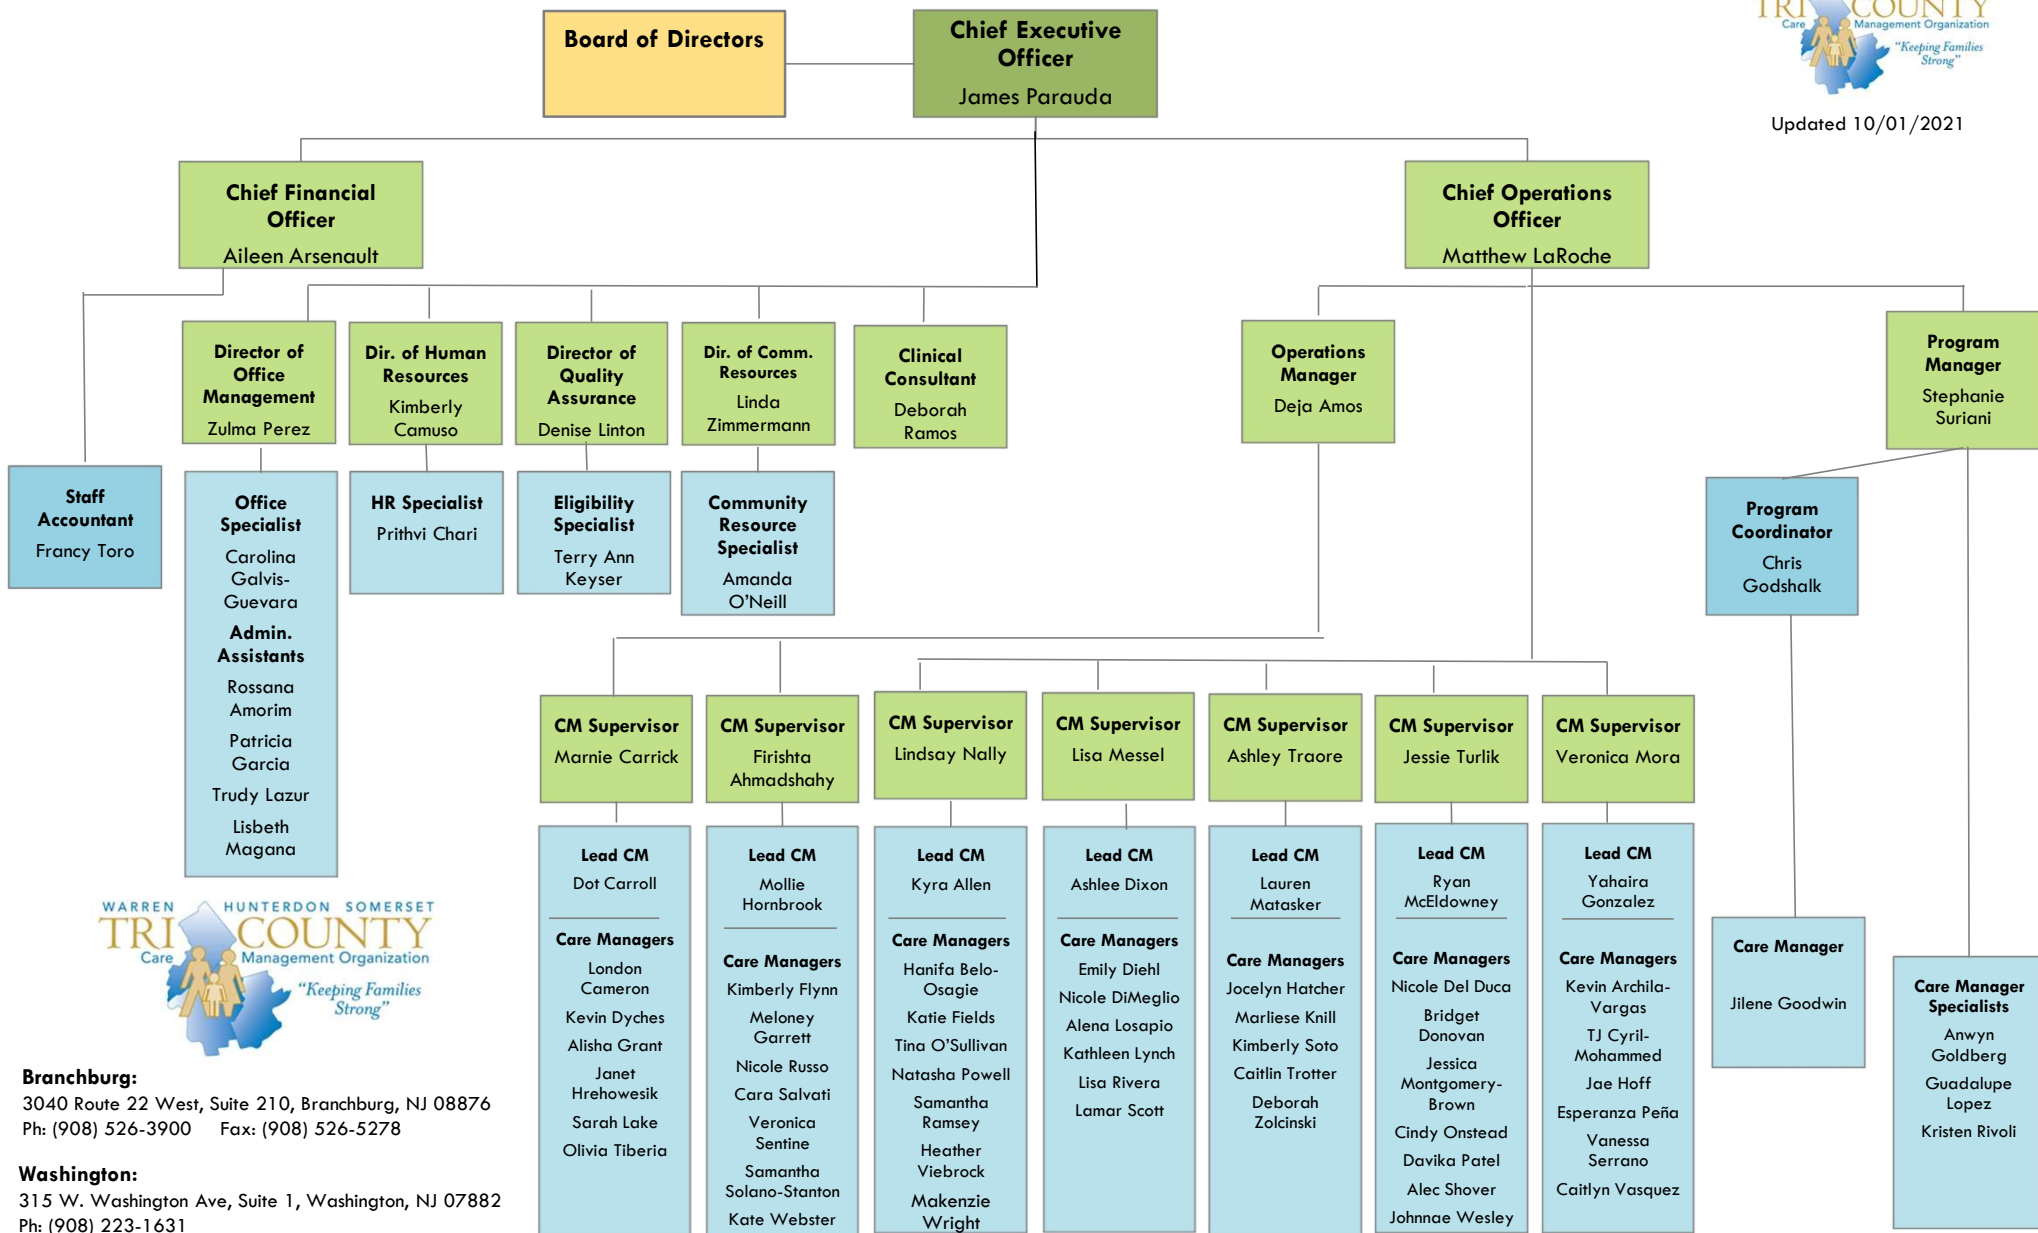 Board of Directors
Chief Executive
Officer
James Parauda
TRI COUNTY
Care Management Organization
"Keeping Families
Strong"
Updated 10/01/2021
Chief Financial
Officer
Aileen Arsenault
Chief Operations
Officer
Matthew LaRoche
Director of
Office
Management
Zulma Perez
Dir. of Human
Resources
Kimberly
Camuso
Director of
Quality
Assurance
Denise Linton
Dir. of Comm.
Resources
Linda
Zimmermann
Clinical
Consultant
Deborah
Ramos
Operations
Manager
Deja Amos
Program
Manager
Stephanie
Suriani
Staff
Accountant
Francy Toro
Office
Specialist
Carolina
Galvis-
Guevara
Admin.
Assistants
Rossana
Amorim
Patricia
Garcia
Trudy Lazur
Lisbeth
Magana
HR Specialist
Prithvi Chari
Eligibility
Specialist
Terry Ann
Keyser
Community
Resource
Specialist
Amanda
O'Neill
Program
Coordinator
Chris
Godshalk
CM Supervisor
Marnie Carrick
CM Supervisor
Firishta
Ahmadshahy
CM Supervisor
Lindsay Nally
CM Supervisor
Lisa Messel
CM Supervisor
Ashley Traore
CM Supervisor
Jessie Turlik
CM Supervisor
Veronica Mora
Lead CM
Dot Carroll
Care Managers
London
Cameron
Kevin Dyches
Alisha Grant
Janet
Hrehowesik
Sarah Lake
Olivia Tiberia
Lead CM
Mollie
Hornbrook
Care Managers
Kimberly Flynn
Meloney
Garrett
Nicole Russo
Cara Salvati
Veronica
Sentine
Samantha
Solano-Stanton
Kate Webster
Lead CM
Kyra Allen
Care Managers
Hanifa Belo-
Osagie
Katie Fields
Tina O'Sullivan
Natasha Powell
Samantha
Ramsey
Heather
Viebrock
Makenzie
Wright
Lead CM
Ashlee Dixon
Care Managers
Emily Diehl
Nicole DiMeglio
Alena Losapio
Kathleen Lynch
Lisa Rivera
Lamar Scott
Lead CM
Lauren
Matasker
Care Managers
Jocelyn Hatcher
Marliese Knill
Kimberly Soto
Caitlin Trotter
Deborah
Zolcinski
Lead CM
Ryan
McEldowney
Care Managers
Nicole Del Duca
Bridget
Donovan
Jessica
Montgomery-
Brown
Cindy Onstead
Davika Patel
Alec Shover
Johnnae Wesley
Lead CM
Yahaira
Gonzalez
Care Managers
Kevin Archila-
Vargas
TJ Cyril-
Mohammed
Jae Hoff
Esperanza Peña
Vanessa
Serrano
Caitlyn Vasquez
Care Manager
Jilene Goodwin
Care Manager
Specialists
Anwyn
Goldberg
Guadalupe
Lopez
Kristen Rivoli
WARREN HUNTERDON SOMERSET
TRI COUNTY
Care Management Organization
"Keeping Families
Strong"
Branchburg:
3040 Route 22 West, Suite 210, Branchburg, NJ 08876
Ph: (908) 526-3900 Fax: (908) 526-5278
Washington:
315 W. Washington Ave, Suite 1, Washington, NJ 07882
Ph: (908) 223-1631